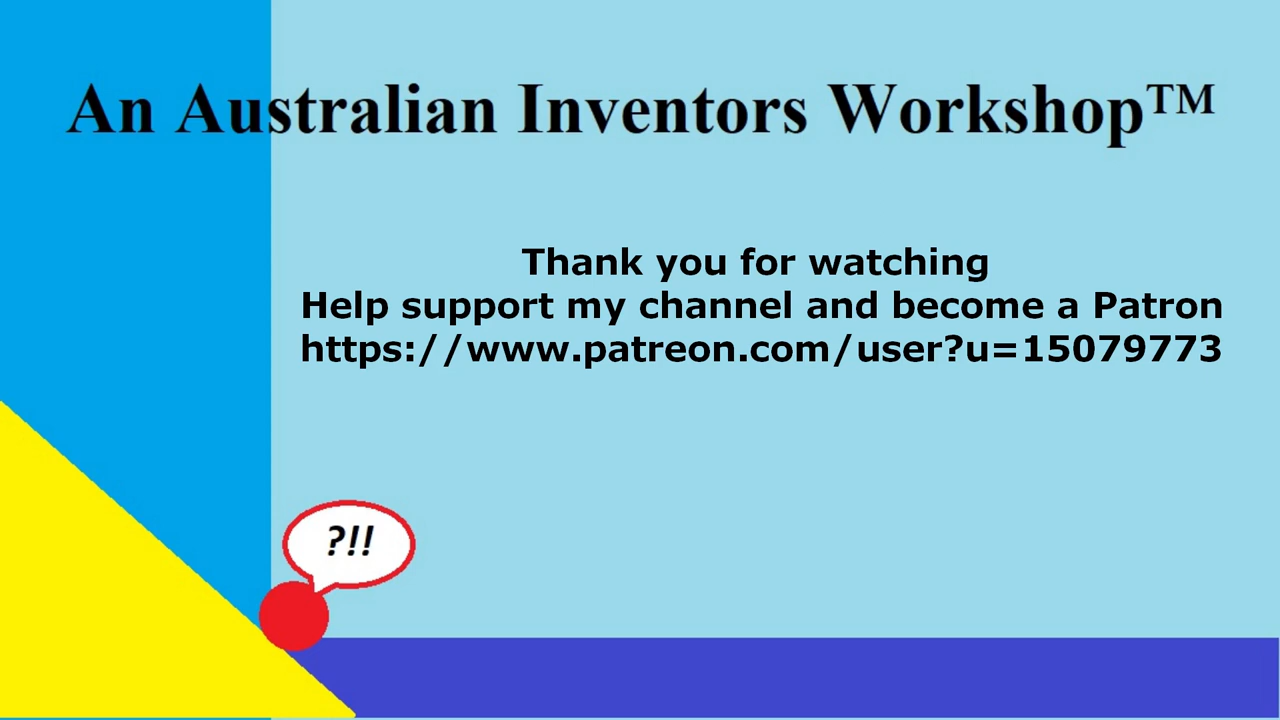 An Australian Inventors Workshop™
Thank you for watching
Help support my channel and become a Patron
https://www.patreon.com/user?u=15079773
?!!